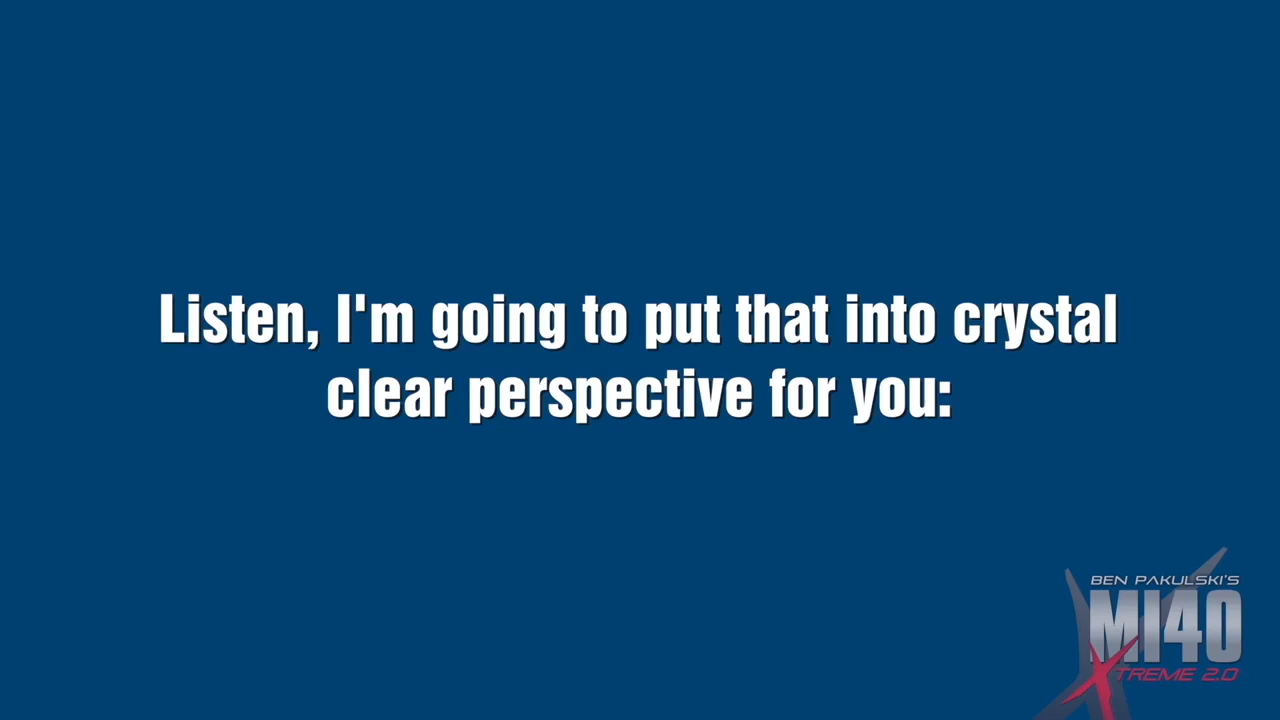 Listen, I'm going to put that into crystal
clear perspective for you:
BEN PAKULSKI'S
MI40
XTREME 2.0